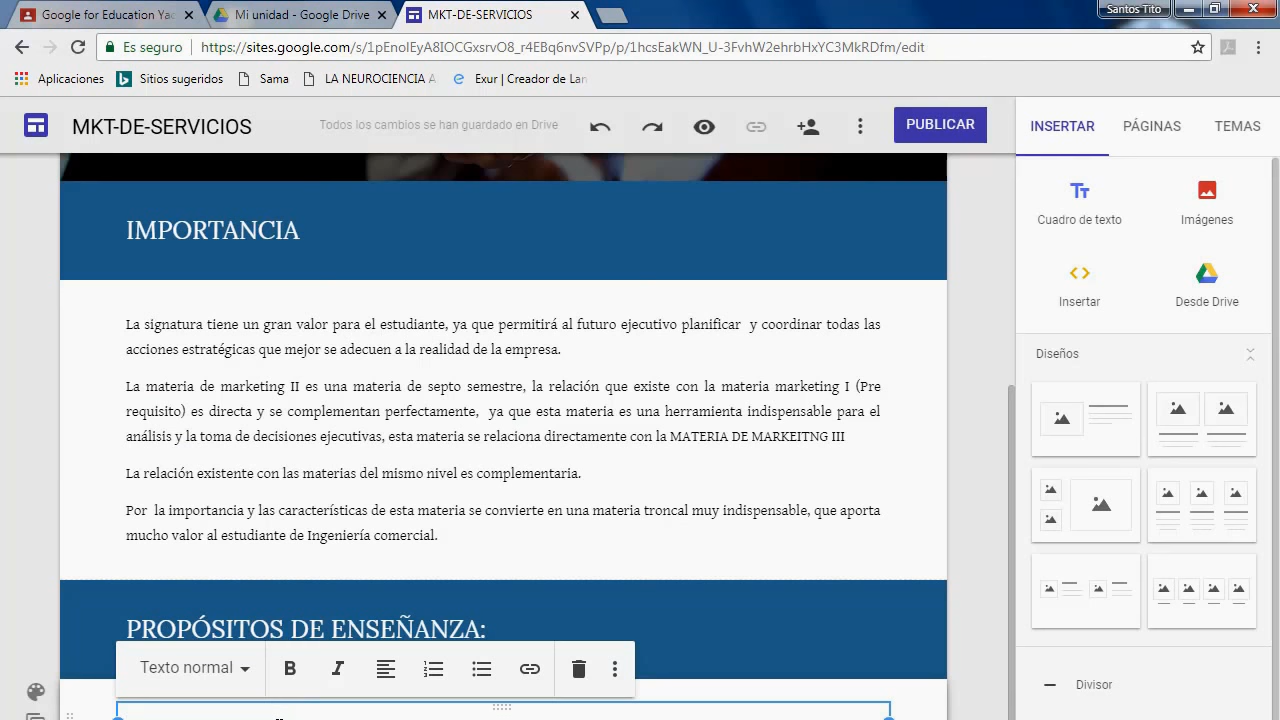 Google for Education Yac
Mi unidad - Google Drive
MKT-DE-SERVICIOS
Santos Tito
Es seguro
https://sites.google.com/s/1pEnoIEyA8IOCGxsrvO8_r4EBq6nvSVPp/p/1hcsEakWN_U-3FvhW2ehrbHxYC3MkRDfm/edit
Aplicaciones
Sitios sugeridos
Sama
LA NEUROCIENCIA A
Exur | Creador de Lan
MKT-DE-SERVICIOS
Todos los cambios se han guardado en Drive
PUBLICAR
INSERTAR
PÁGINAS
TEMAS
IMPORTANCIA
La signatura tiene un gran valor para el estudiante, ya que permitirá al futuro ejecutivo planificar y coordinar todas las
acciones estratégicas que mejor se adecuen a la realidad de la empresa.
La materia de marketing II es una materia de septo semestre, la relación que existe con la materia marketing I (Pre
requisito) es directa y se complementan perfectamente, ya que esta materia es una herramienta indispensable para el
análisis y la toma de decisiones ejecutivas, esta materia se relaciona directamente con la MATERIA DE MARKEITNG III
La relación existente con las materias del mismo nivel es complementaria.
Por la importancia y las características de esta materia se convierte en una materia troncal muy indispensable, que aporta
mucho valor al estudiante de Ingeniería comercial.
PROPÓSITOS DE ENSEÑANZA:
Texto normal
B
I
Tт
Cuadro de texto
Imágenes
Insertar
Desde Drive
Diseños
Divisor